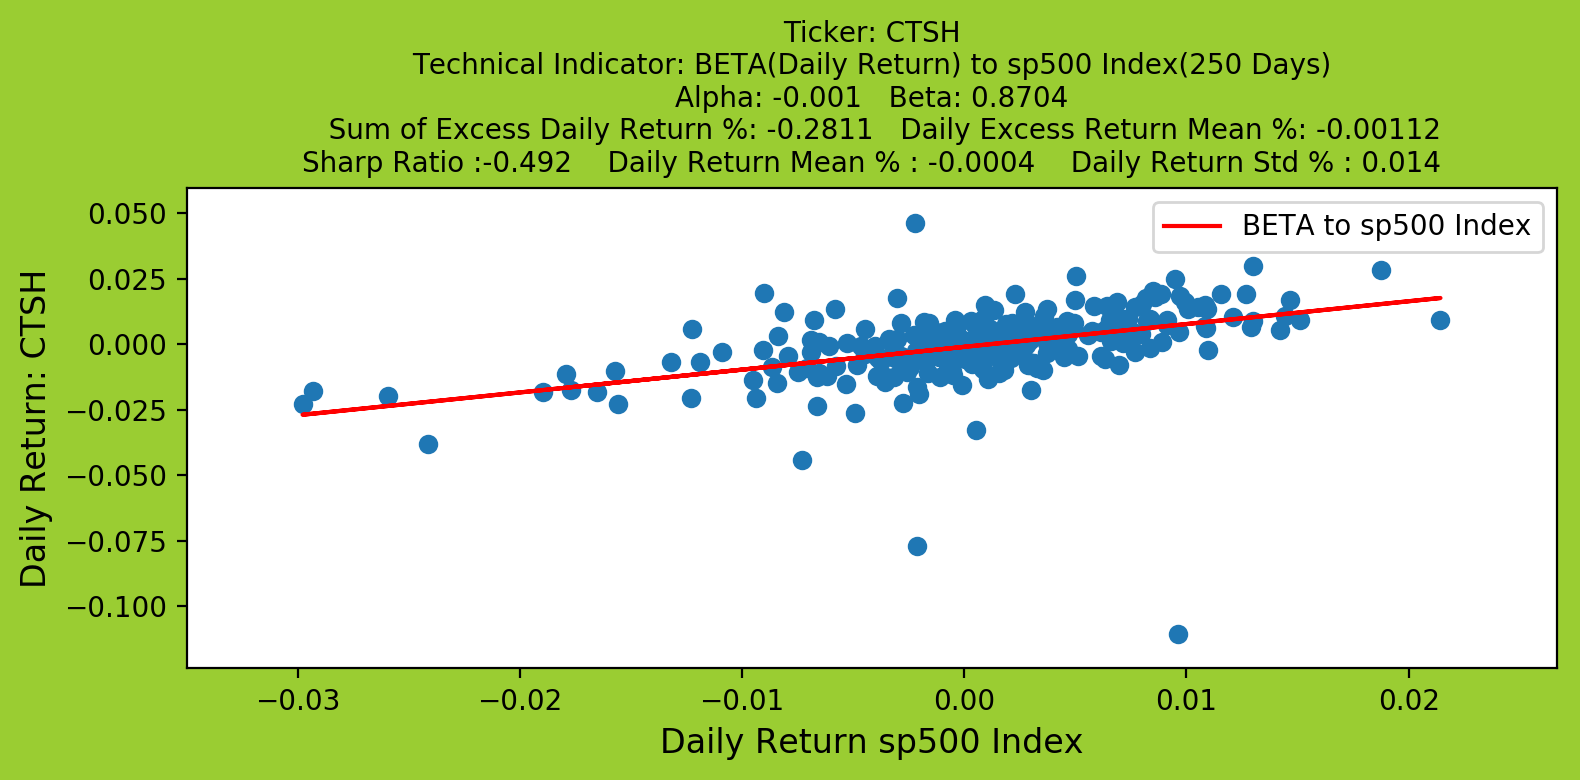 Ticker: CTSH
Technical Indicator: BETA(Daily Return) to sp500 Index(250 Days)
Alpha: -0.001   Beta: 0.8704
Sum of Excess Daily Return %: -0.2811   Daily Excess Return Mean %: -0.00112
Sharp Ratio :-0.492    Daily Return Mean % : -0.0004    Daily Return Std % : 0.014
BETA to sp500 Index
Daily Return: CTSH
0.050
0.025
0.000
−0.025
−0.050
−0.075
−0.100
−0.03
−0.02
−0.01
0.00
0.01
0.02
Daily Return sp500 Index